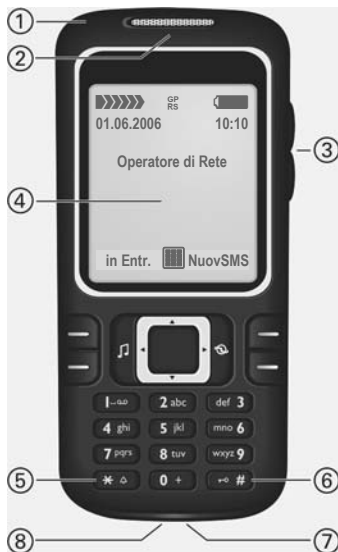 ①
②
GP
RS
01.06.2006 10:10
③
Operatore di Rete
④
in Entr. NuovSMS
1 2 abc def 3
4 ghi 5 jkl mno 6
7 pqrs 8 tuv wxyz 9
⑤ * 0 + # ⑥
⑧ ⑦